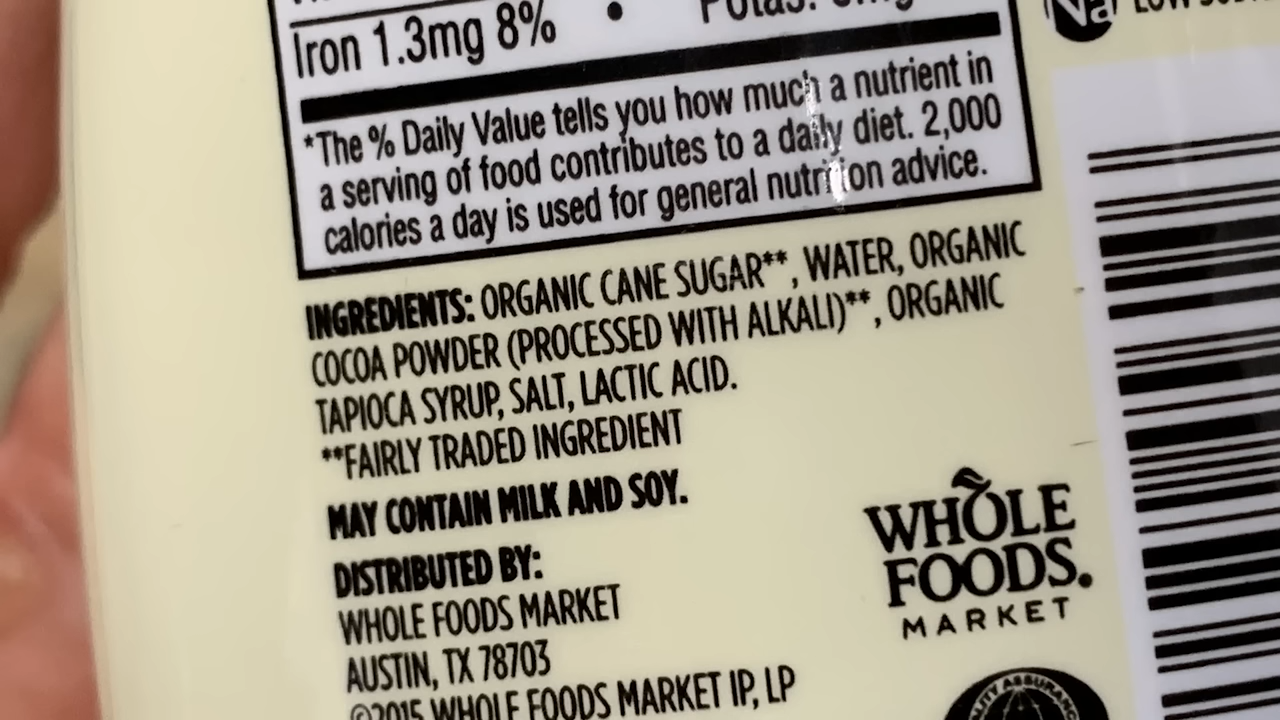 Iron 1.3mg 8% •
*The % Daily Value tells you how much a nutrient in
a serving of food contributes to a daily diet. 2,000
calories a day is used for general nutrition advice.
INGREDIENTS: ORGANIC CANE SUGAR**, WATER, ORGANIC
COCOA POWDER (PROCESSED WITH ALKALI)**, ORGANIC
TAPIOCA SYRUP, SALT, LACTIC ACID.
**FAIRLY TRADED INGREDIENT
MAY CONTAIN MILK AND SOY.
DISTRIBUTED BY:
WHOLE FOODS MARKET
AUSTIN, TX 78703
©2015 WHOLE FOODS MARKET IP, LP
Na
WHOLE
FOODS.
MARKET